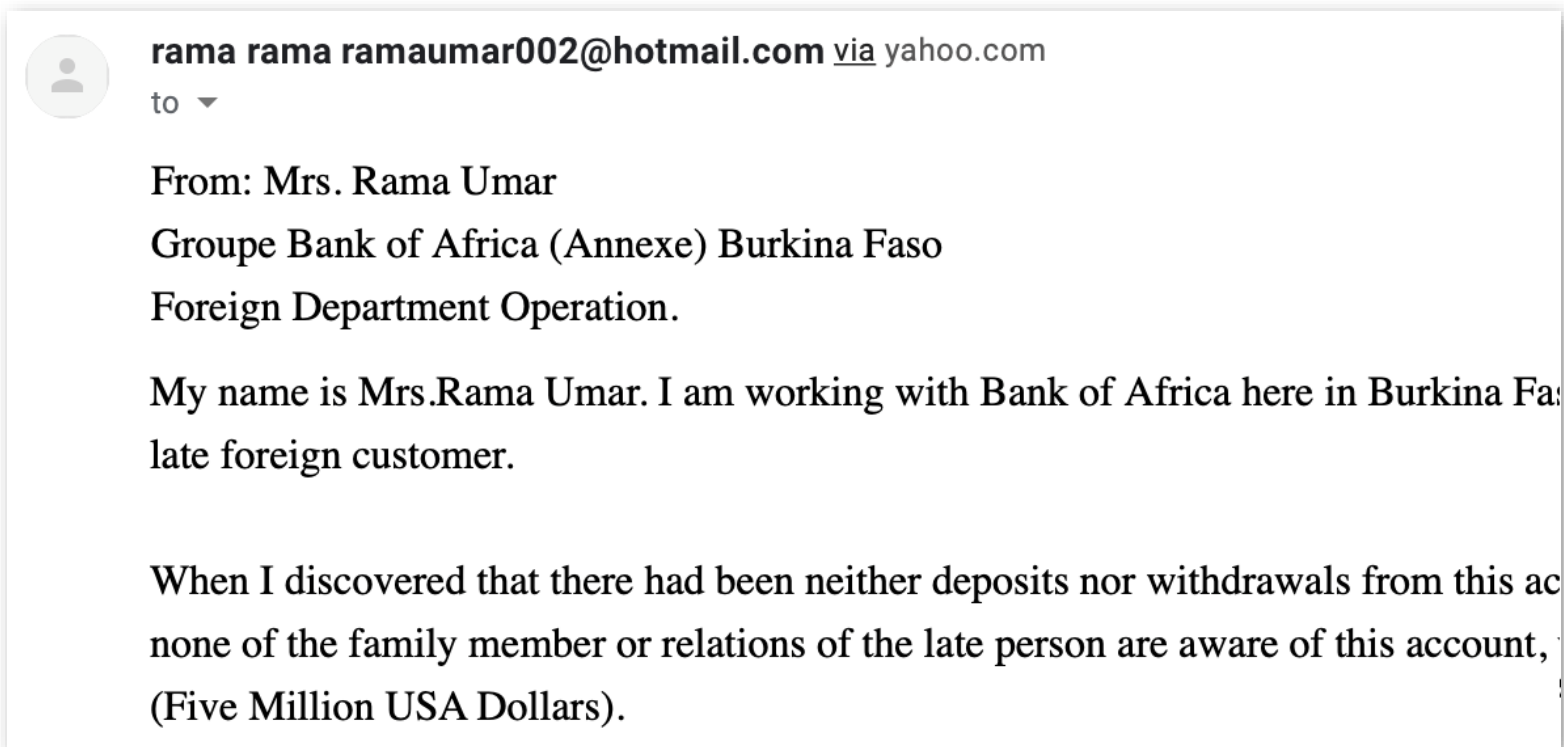 rama rama ramaumar002@hotmail.com via yahoo.com
to
From: Mrs. Rama Umar
Groupe Bank of Africa (Annexe) Burkina Faso
Foreign Department Operation.
My name is Mrs.Rama Umar. I am working with Bank of Africa here in Burkina
late foreign customer.
When I discovered that there had been neither deposits nor withdrawals from this
none of the family member or relations of the late person are aware of this account,
(Five Million USA Dollars).